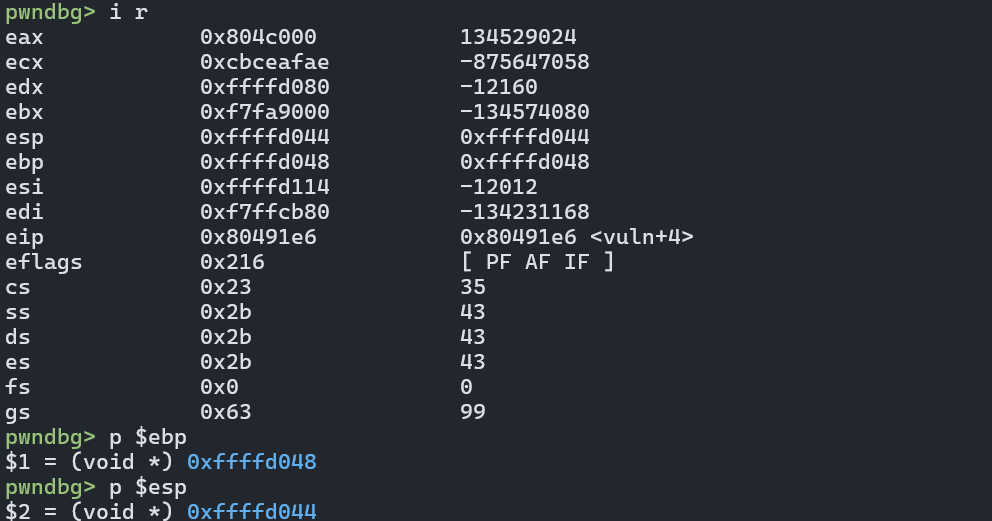 pwndbg> i r
eax 0x804c000 134529024
ecx 0xcbceafae -875647058
edx 0xffffd080 -12160
ebx 0xf7fa9000 -134574080
esp 0xffffd044 0xffffd044
ebp 0xffffd048 0xffffd048
esi 0xffffd114 -12012
edi 0xf7ffcb80 -134231168
eip 0x80491e6 0x80491e6 <vuln+4>
eflags 0x216 [ PF AF IF ]
cs 0x23 35
ss 0x2b 43
ds 0x2b 43
es 0x2b 43
fs 0x0 0
gs 0x63 99
pwndbg> p $ebp
$1 = (void *) 0xffffd048
pwndbg> p $esp
$2 = (void *) 0xffffd044